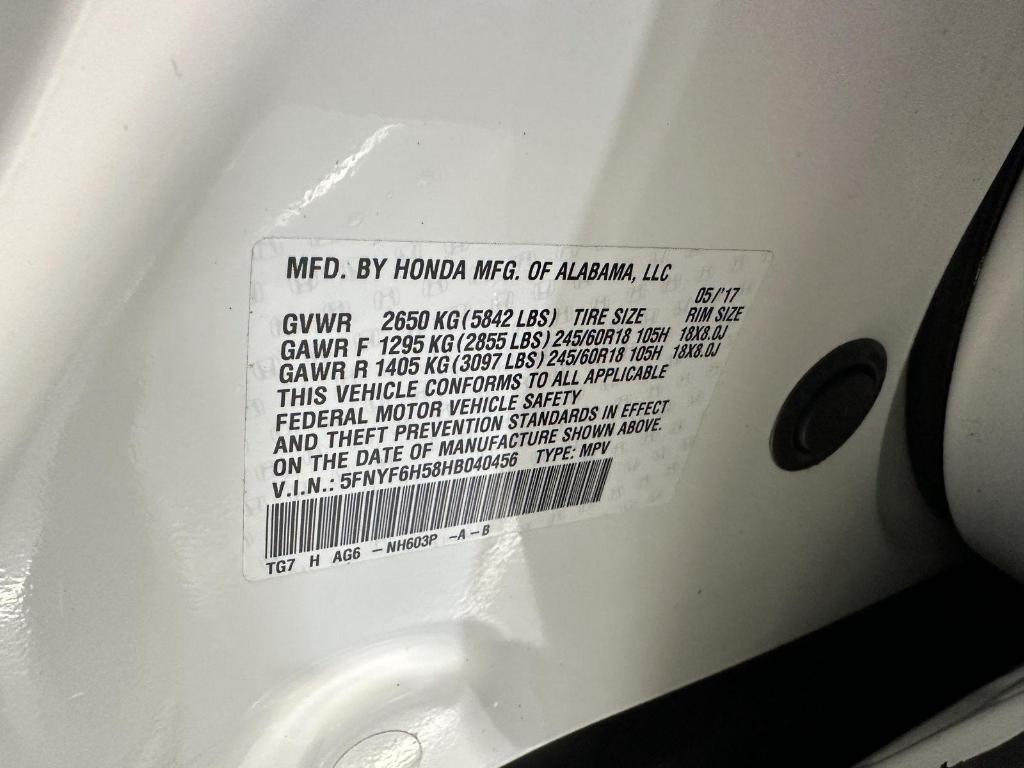 MFD. BY HONDA MFG. OF ALABAMA, LLC
05/'17
GVWR 2650 KG (5842 LBS) TIRE SIZE RIM SIZE
GAWR F 1295 KG (2855 LBS) 245/60R18 105H 18X8.0J
GAWR R 1405 KG (3097 LBS) 245/60R18 105H 18X8.0J
THIS VEHICLE CONFORMS TO ALL APPLICABLE
FEDERAL MOTOR VEHICLE SAFETY
AND THEFT PREVENTION STANDARDS IN EFFECT
ON THE DATE OF MANUFACTURE SHOWN ABOVE.
V.I.N.: 5FNYF6H58HB040456 TYPE: MPV
TG7 H AG6 -NH603P -A-B